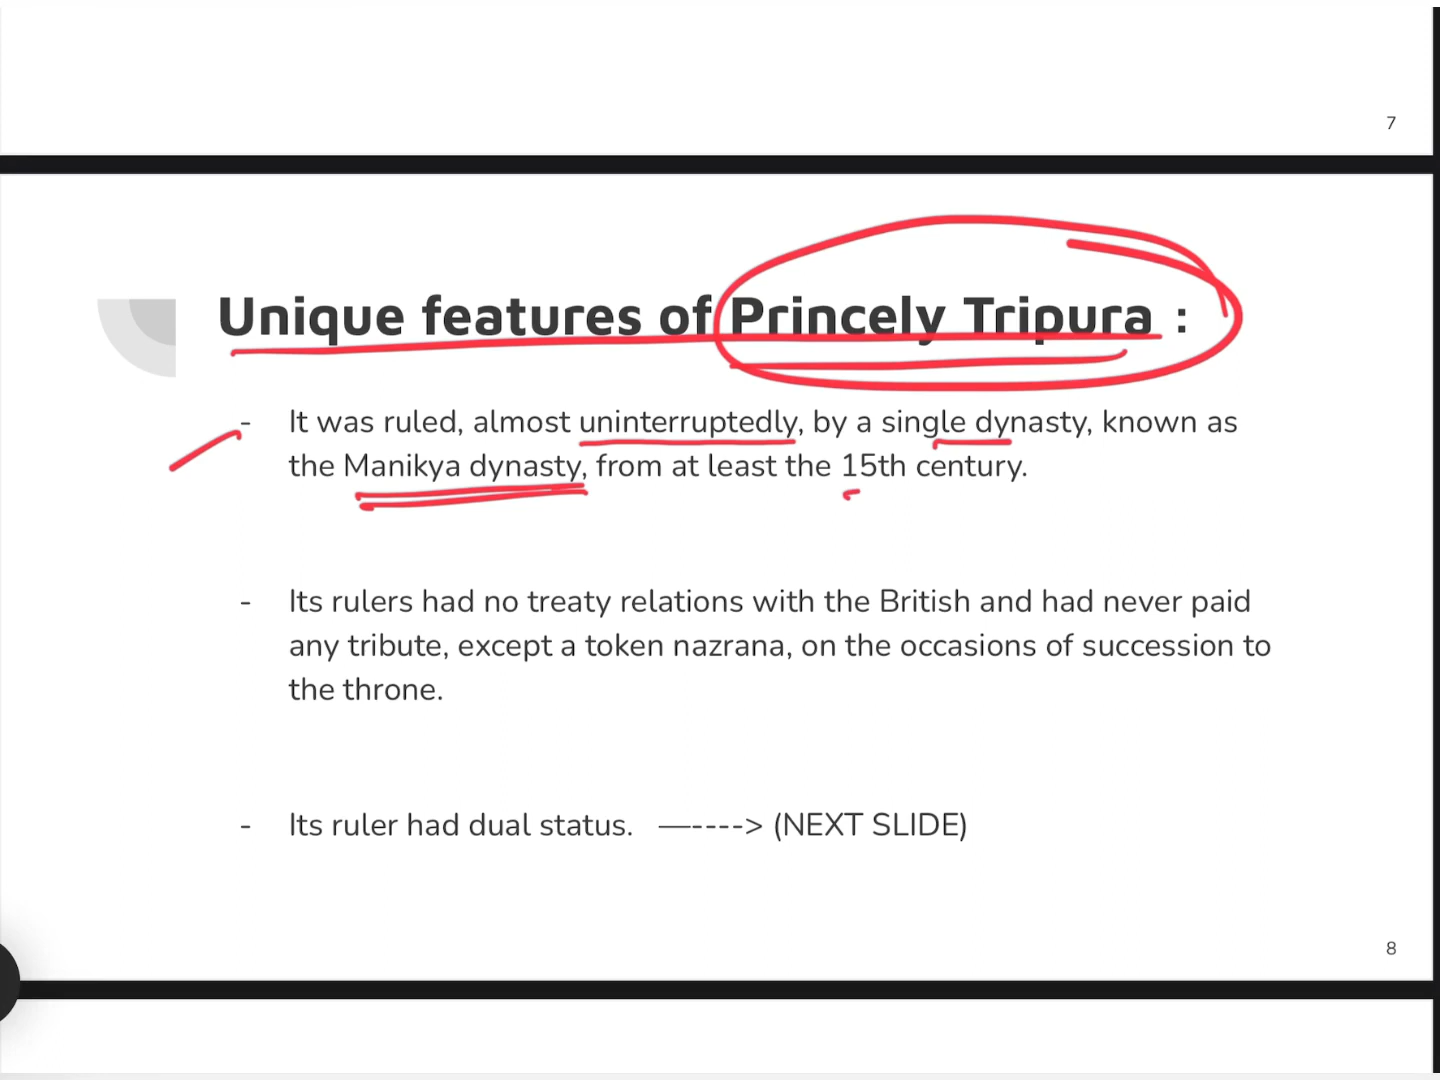 7
Unique features of Princely Tripura :
- It was ruled, almost uninterruptedly, by a single dynasty, known as
the Manikya dynasty, from at least the 15th century.
- Its rulers had no treaty relations with the British and had never paid
any tribute, except a token nazrana, on the occasions of succession to
the throne.
- Its ruler had dual status. —----> (NEXT SLIDE)
8